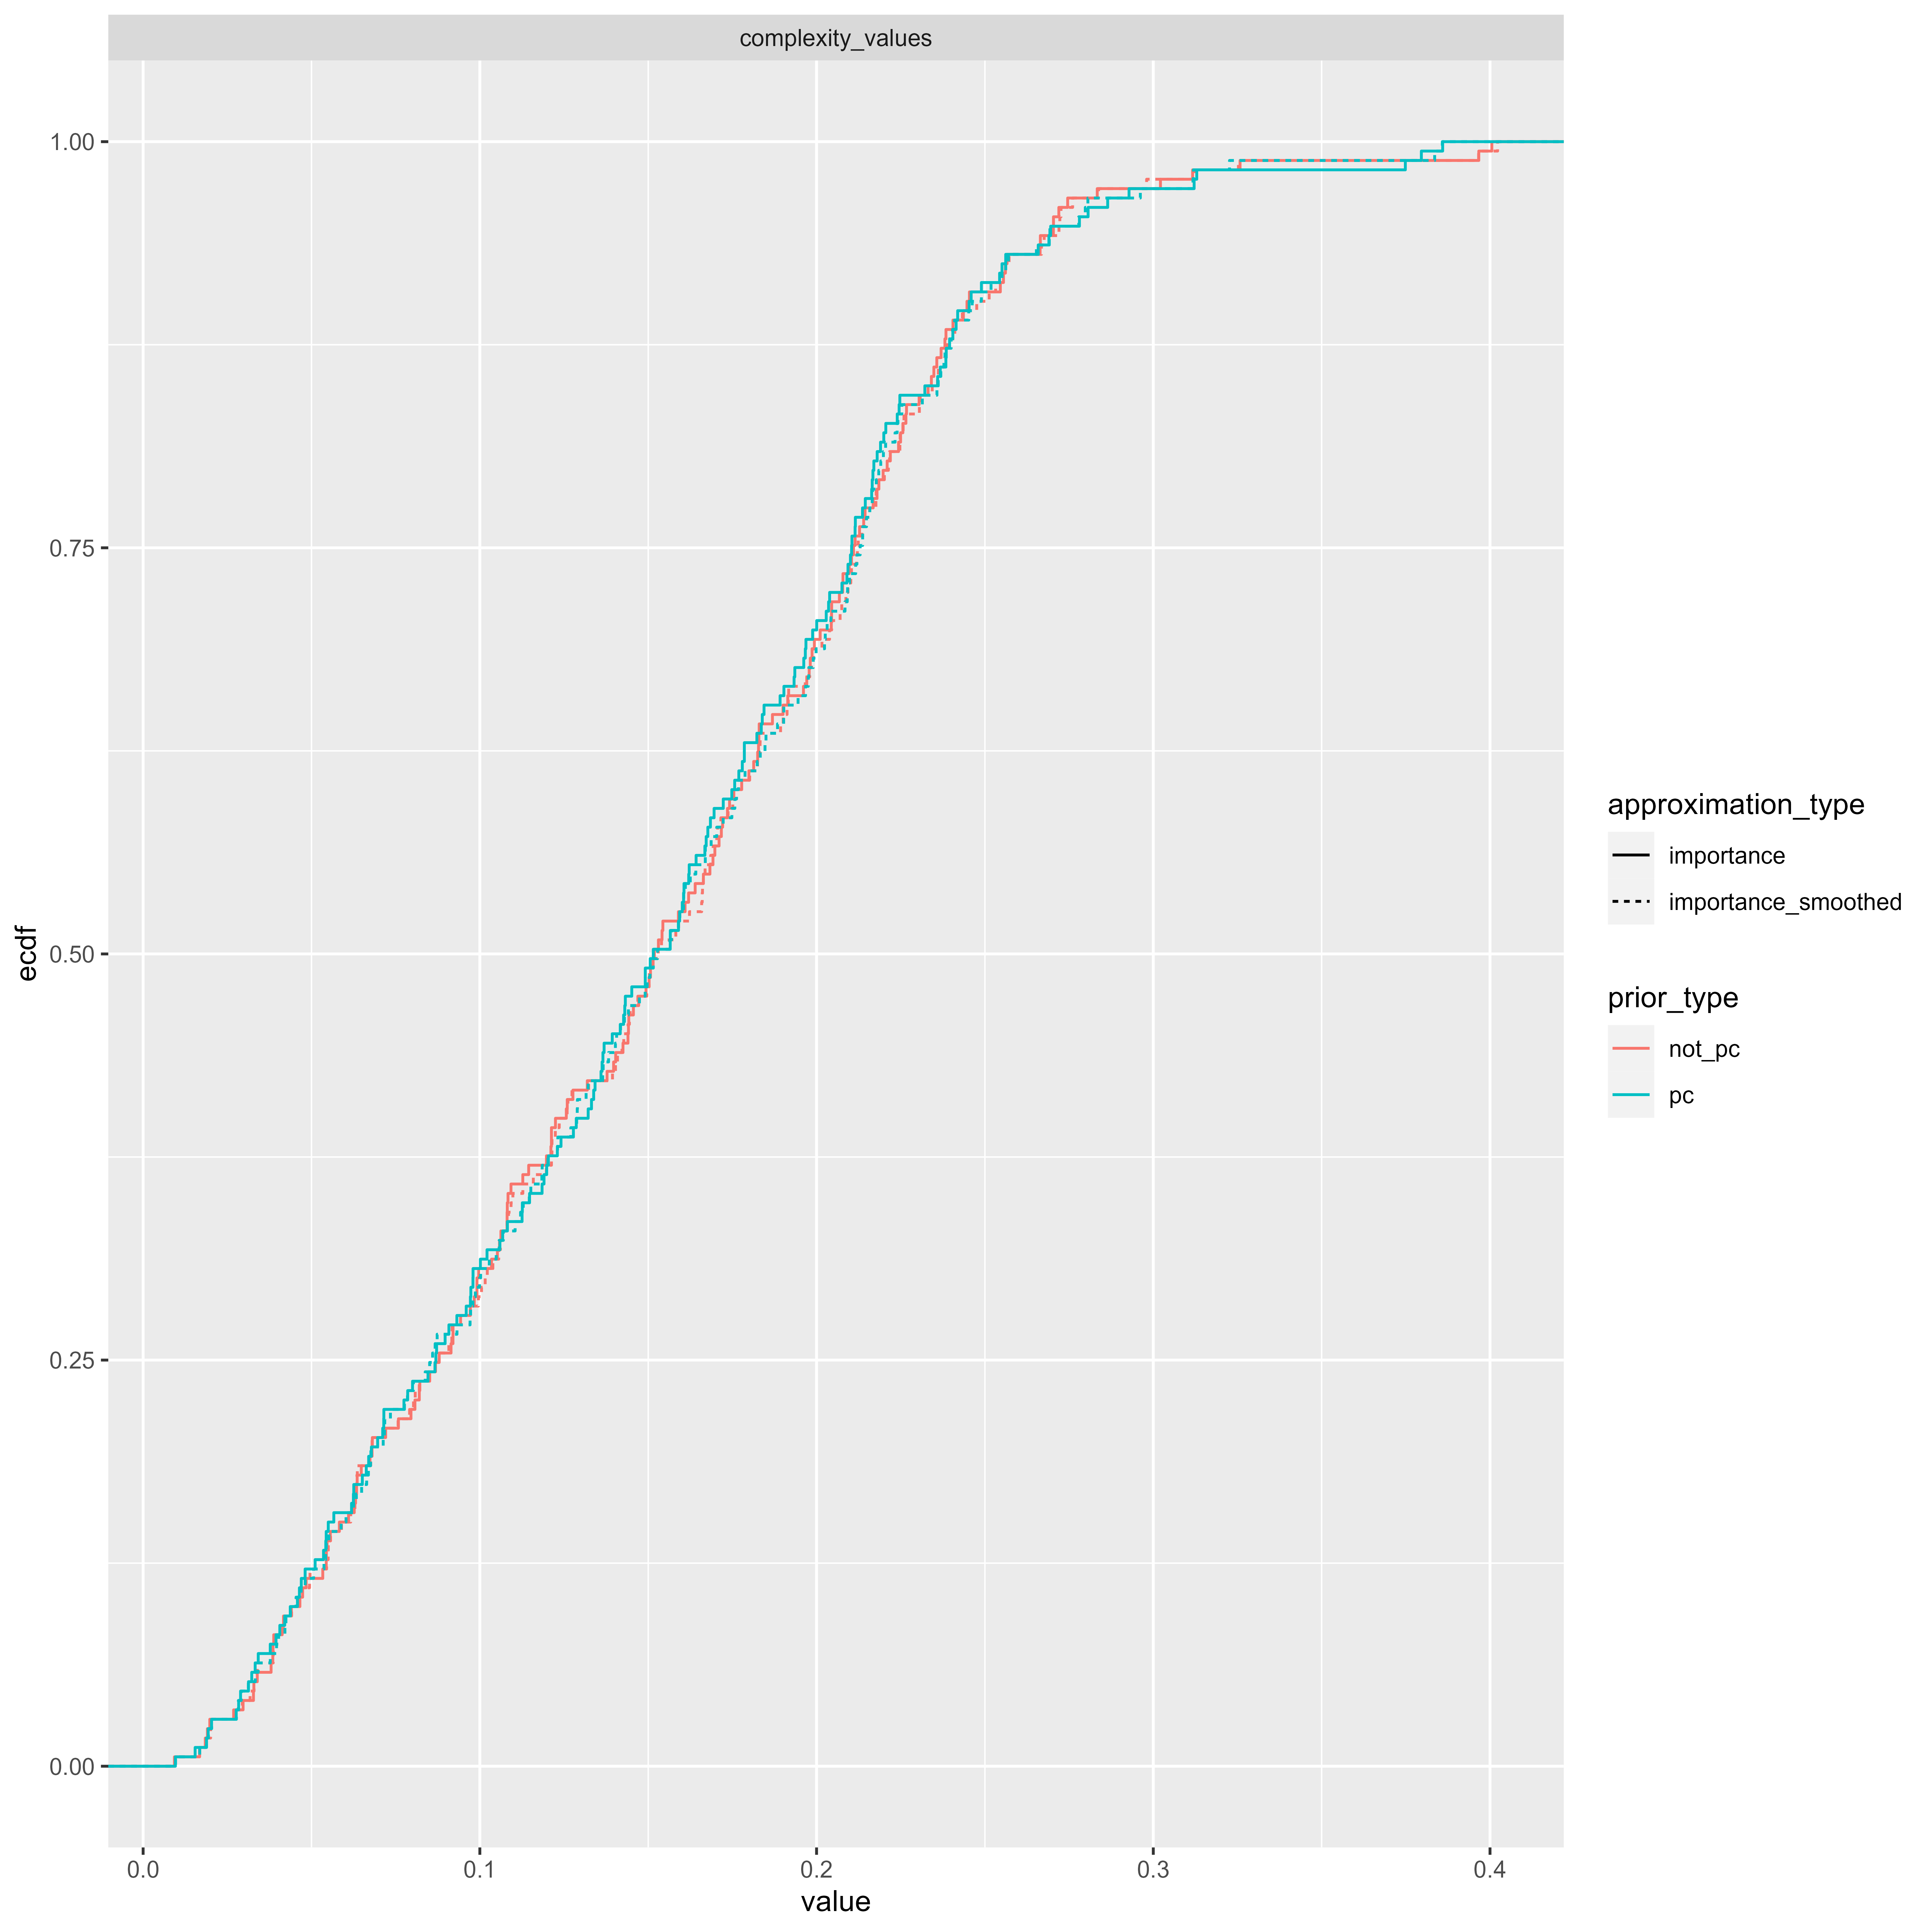 complexity_values
1.00
0.75
0.50
0.25
0.00
ecdf
0.0
0.1
0.2
0.3
0.4
value
approximation_type
importance
importance_smoothed
prior_type
not_pc
pc